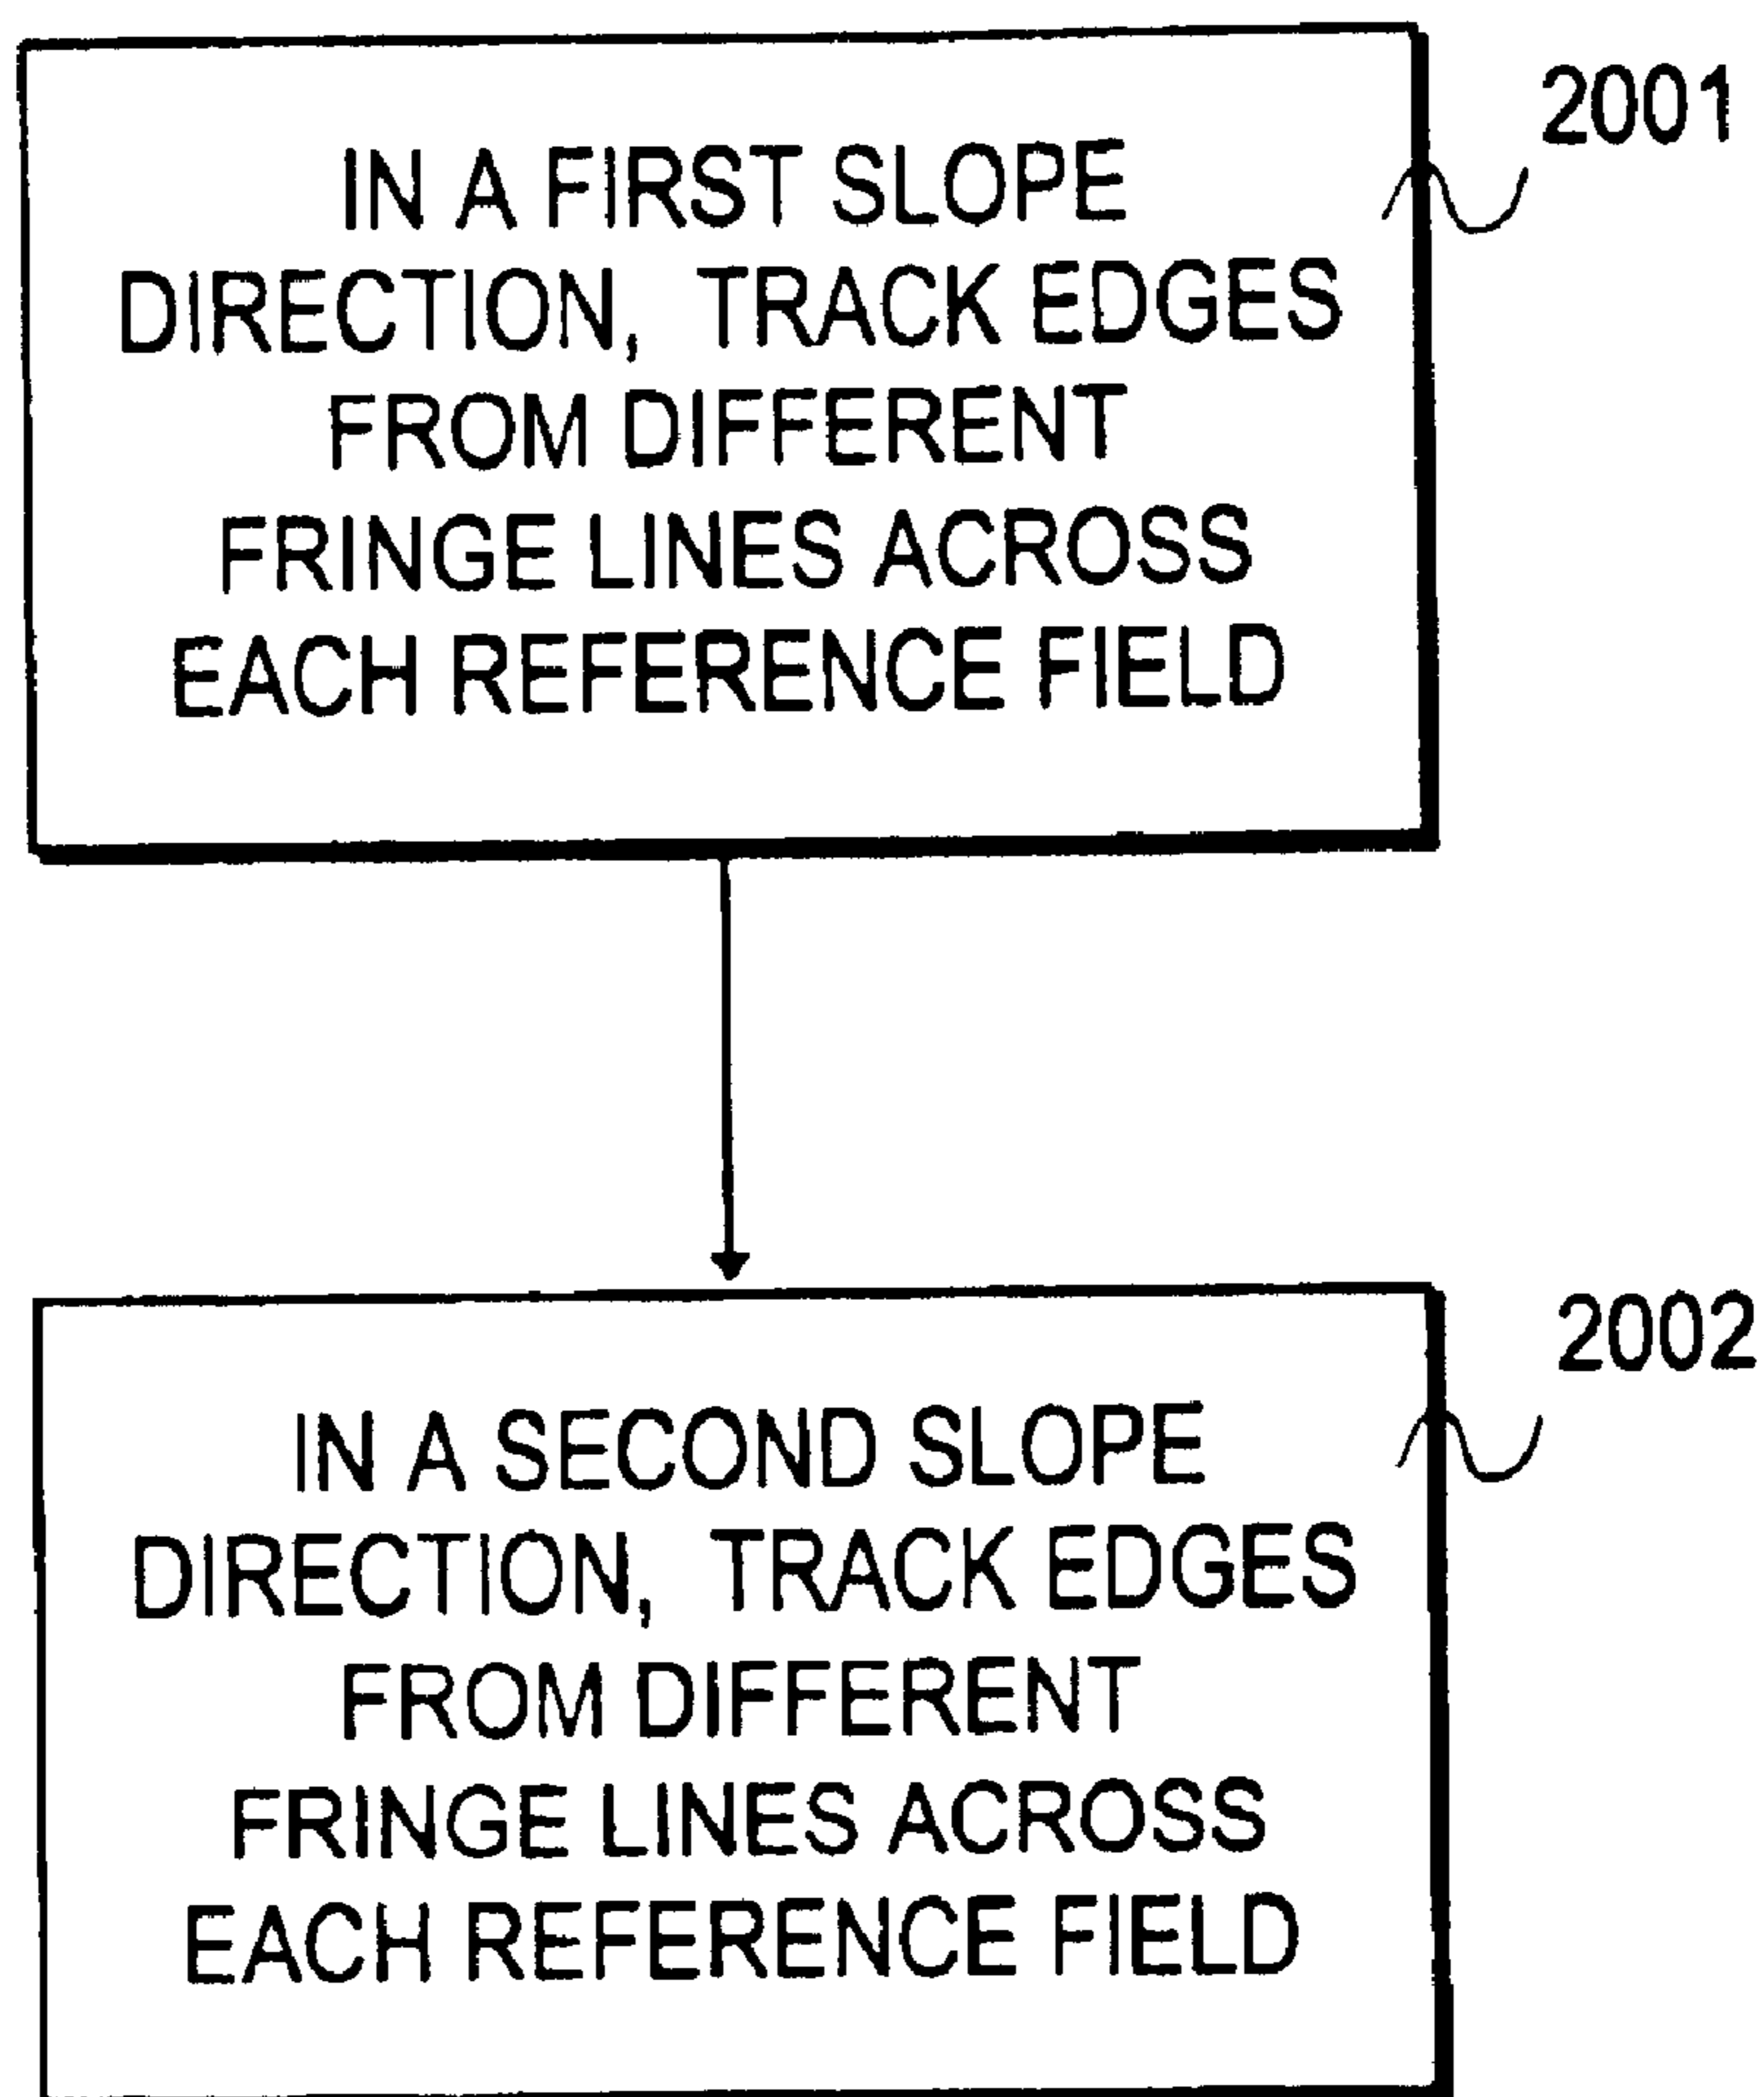 2001
IN A FIRST SLOPE
DIRECTION, TRACK EDGES
FROM DIFFERENT
FRINGE LINES ACROSS
EACH REFERENCE FIELD
2002
IN A SECOND SLOPE
DIRECTION, TRACK EDGES
FROM DIFFERENT
FRINGE LINES ACROSS
EACH REFERENCE FIELD